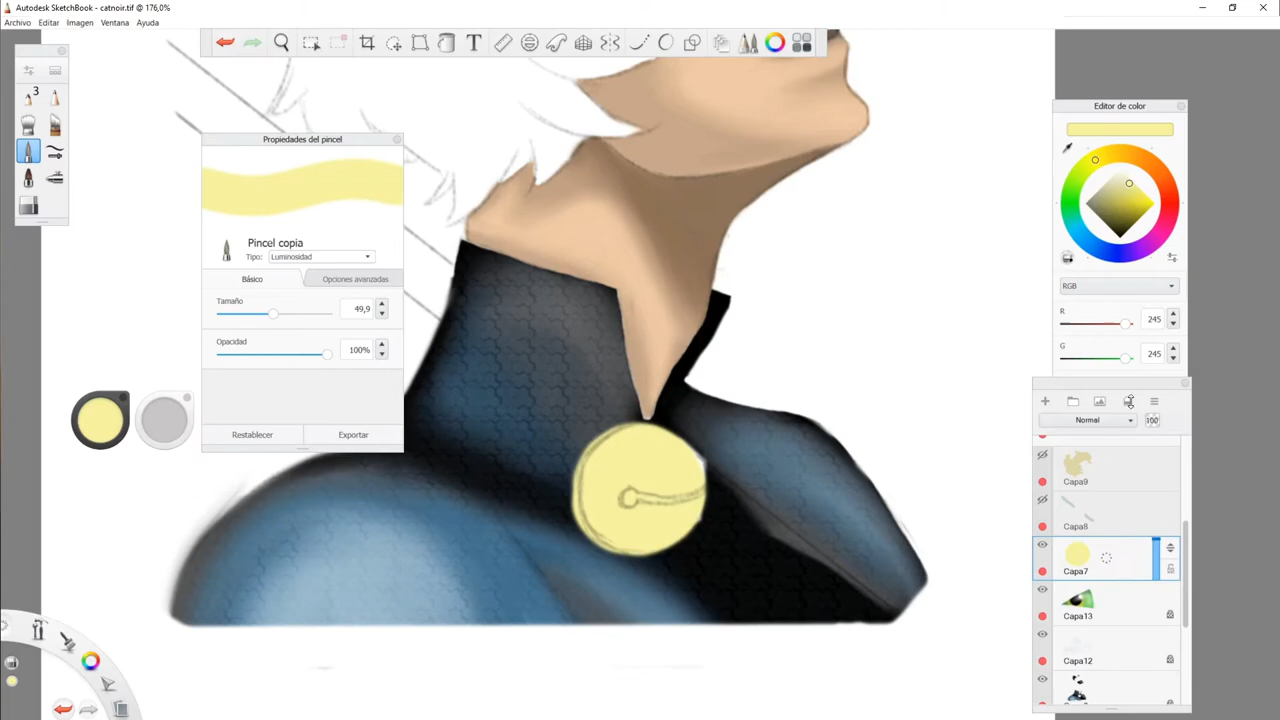 Autodesk SketchBook - catnoir.tif @ 176,0%
Archivo Editar Imagen Ventana Ayuda
T
3
Propiedades del pincel
Pincel copia
Tipo: Luminosidad
Básico Opciones avanzadas
Tamaño
49,9
Opacidad
100%
Restablecer Exportar
Editor de color
RGB
R 245
G 245
Normal 100
Capa9
Capa8
Capa7
Capa13
Capa12